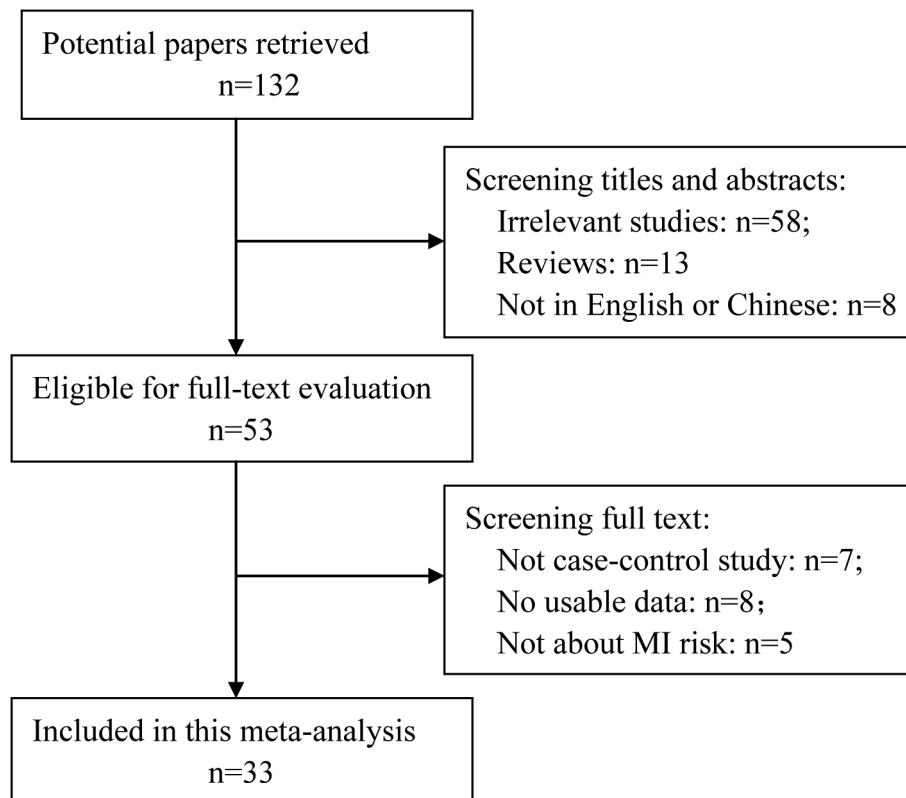 Potential papers retrieved
n=132
Screening titles and abstracts:
Irrelevant studies: n=58;
Reviews: n=13
Not in English or Chinese: n=8
Eligible for full-text evaluation
n=53
Screening full text:
Not case-control study: n=7;
No usable data: n=8；
Not about MI risk: n=5
Included in this meta-analysis
n=33